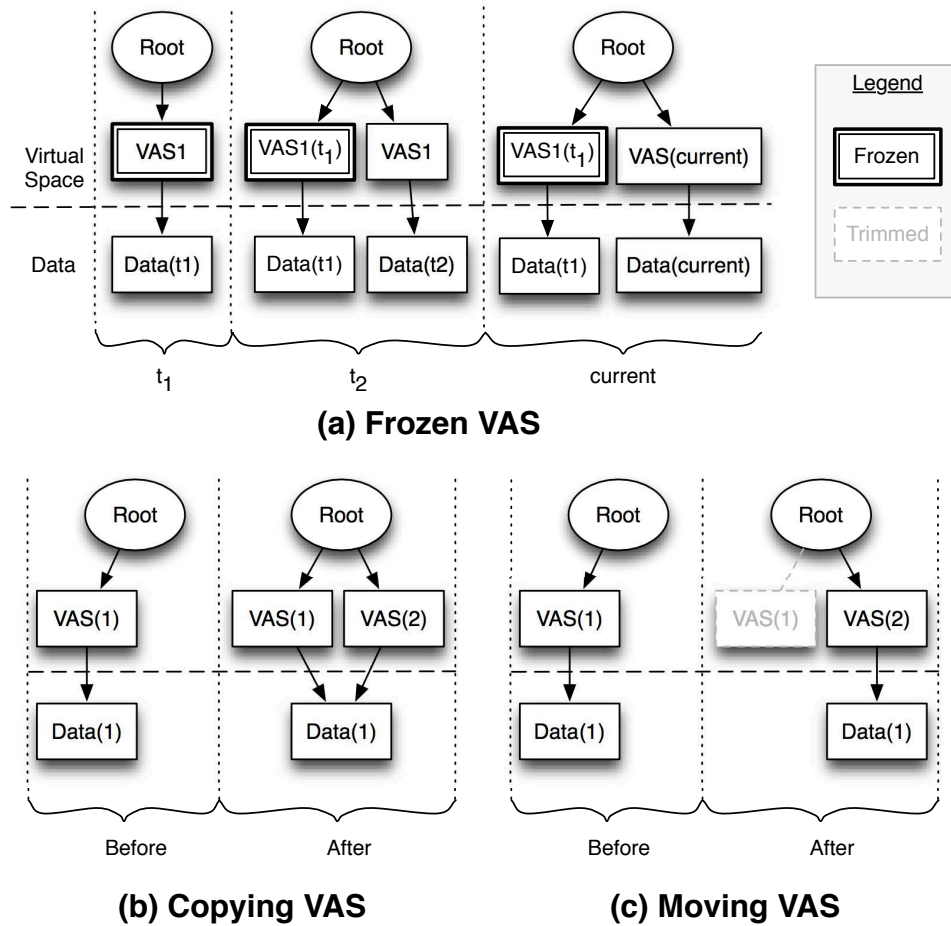 Root
Root
Root
Legend
Virtual Space
VAS1
VAS1(t1)
VAS1
VAS1(t1)
VAS(current)
Frozen
Trimmed
Data
Data(t1)
Data(t1)
Data(t2)
Data(t1)
Data(current)
t1
t2
current
(a) Frozen VAS
Root
Root
VAS(1)
VAS(1)
VAS(2)
Data(1)
Data(1)
Before
After
(b) Copying VAS
Root
Root
VAS(1)
VAS(1)
VAS(2)
Data(1)
Data(1)
Before
After
(c) Moving VAS